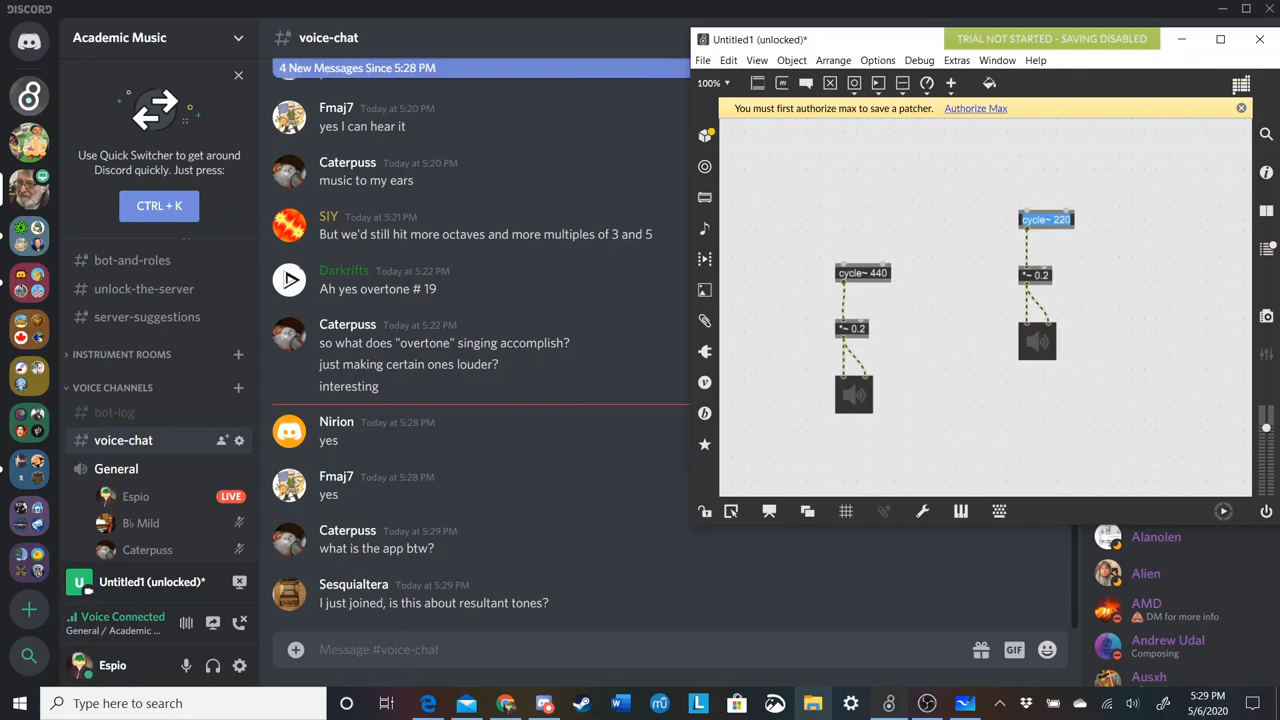 DISCORD
Academic Music
Use Quick Switcher to get around
Discord quickly. Just press:
CTRL + K
bot-and-roles
unlock-the-server
server-suggestions
INSTRUMENT ROOMS
VOICE CHANNELS
bot-log
voice-chat
General
Espio
LIVE
B♭ Mild
Caterpuss
Untitled1 (unlocked)*
Voice Connected
General / Academic ...
Espio
voice-chat
4 New Messages Since 5:28 PM
Fmaj7 Today at 5:20 PM
yes I can hear it
Caterpuss Today at 5:20 PM
music to my ears
SIY Today at 5:21 PM
But we'd still hit more octaves and more multiples of 3 and 5
Darkrifts Today at 5:22 PM
Ah yes overtone # 19
Caterpuss Today at 5:22 PM
so what does "overtone" singing accomplish?
just making certain ones louder?
interesting
Nirion Today at 5:28 PM
yes
Fmaj7 Today at 5:28 PM
yes
Caterpuss Today at 5:29 PM
what is the app btw?
Sesquialtera Today at 5:29 PM
I just joined, is this about resultant tones?
Message #voice-chat
GIF
Untitled1 (unlocked)*
TRIAL NOT STARTED - SAVING DISABLED
File Edit View Object Arrange Options Debug Extras Window Help
100%
You must first authorize max to save a patcher. Authorize Max
cycle~ 220
cycle~ 440
*~ 0.2
*~ 0.2
Alanolen
Alien
AMD
DM for more info
Andrew Udal
Composing
Ausxh
Type here to search
5:29 PM
5/6/2020